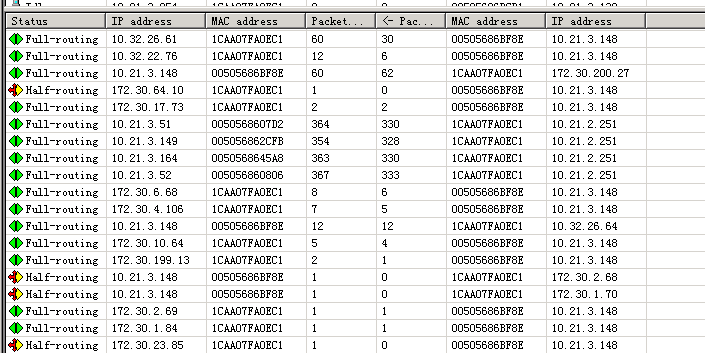 Status IP address MAC address Packet... <- Pac... MAC address IP address
Full-routing 10.32.26.61 1CAA07FA0EC1 60 30 00505686BF8E 10.21.3.148
Full-routing 10.32.22.76 1CAA07FA0EC1 12 6 00505686BF8E 10.21.3.148
Full-routing 10.21.3.148 00505686BF8E 60 62 1CAA07FA0EC1 172.30.200.27
Half-routing 172.30.64.10 1CAA07FA0EC1 1 0 00505686BF8E 10.21.3.148
Full-routing 172.30.17.73 1CAA07FA0EC1 2 2 00505686BF8E 10.21.3.148
Full-routing 10.21.3.51 0050568607D2 364 330 1CAA07FA0EC1 10.21.2.251
Full-routing 10.21.3.149 005056862CFB 354 328 1CAA07FA0EC1 10.21.2.251
Full-routing 10.21.3.164 0050568645A8 363 330 1CAA07FA0EC1 10.21.2.251
Full-routing 10.21.3.52 005056860806 367 333 1CAA07FA0EC1 10.21.2.251
Full-routing 172.30.6.68 1CAA07FA0EC1 8 6 00505686BF8E 10.21.3.148
Full-routing 172.30.4.106 1CAA07FA0EC1 7 5 00505686BF8E 10.21.3.148
Full-routing 10.21.3.148 00505686BF8E 12 12 1CAA07FA0EC1 10.32.26.64
Full-routing 172.30.10.64 1CAA07FA0EC1 5 4 00505686BF8E 10.21.3.148
Full-routing 172.30.199.13 1CAA07FA0EC1 2 1 00505686BF8E 10.21.3.148
Half-routing 10.21.3.148 00505686BF8E 1 0 1CAA07FA0EC1 172.30.2.68
Half-routing 10.21.3.148 00505686BF8E 1 0 1CAA07FA0EC1 172.30.1.70
Full-routing 172.30.2.69 1CAA07FA0EC1 1 1 00505686BF8E 10.21.3.148
Full-routing 172.30.1.84 1CAA07FA0EC1 1 1 00505686BF8E 10.21.3.148
Half-routing 172.30.23.85 1CAA07FA0EC1 1 0 00505686BF8E 10.21.3.148